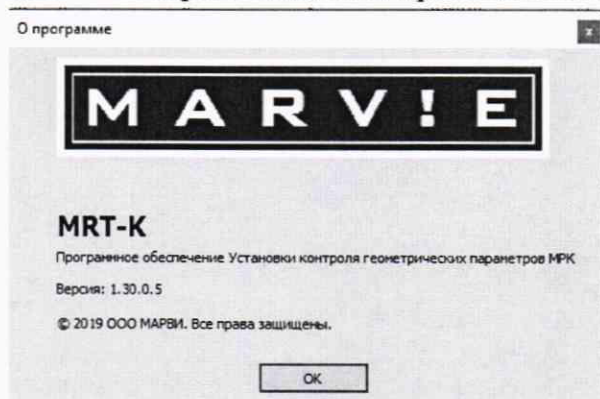 О программе
x
MARV!E
MRT-K
Программное обеспечение Установки контроля геометрических параметров МРК
Версия: 1.30.0.5
© 2019 ООО МАРВИ. Все права защищены.
OK